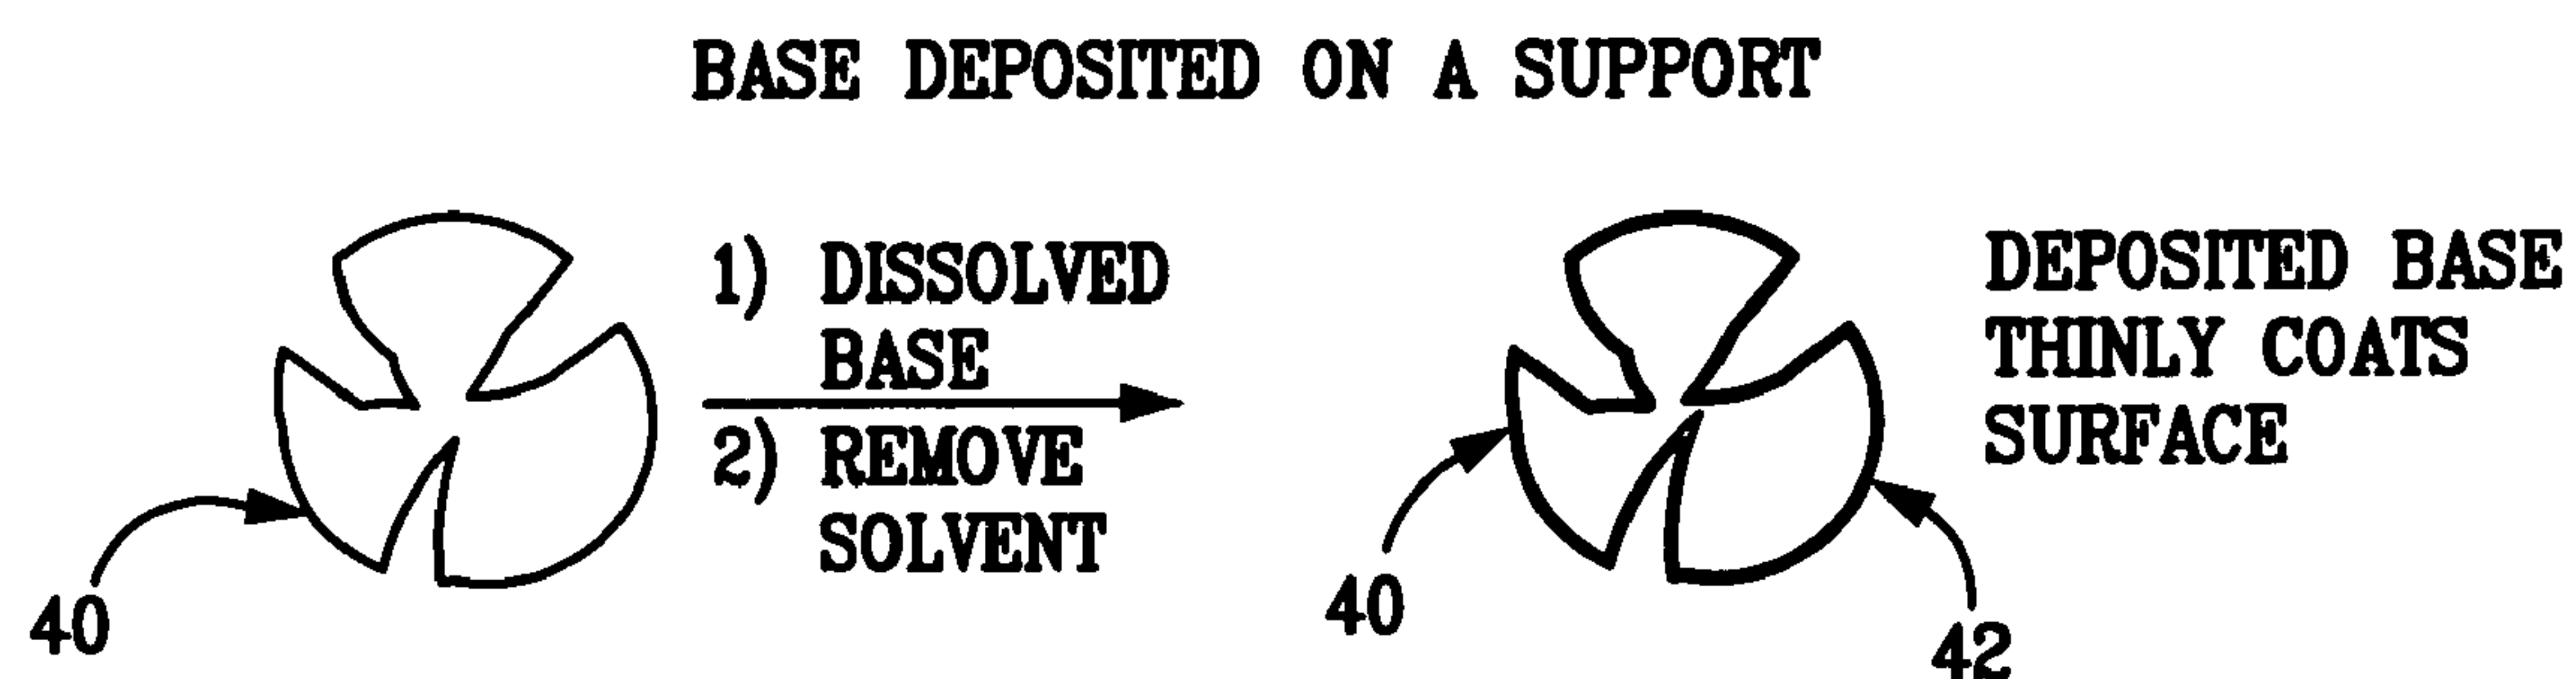 BASE DEPOSITED ON A SUPPORT
1) DISSOLVED
BASE
2) REMOVE
SOLVENT
DEPOSITED BASE
THINLY COATS
SURFACE
40
40
42